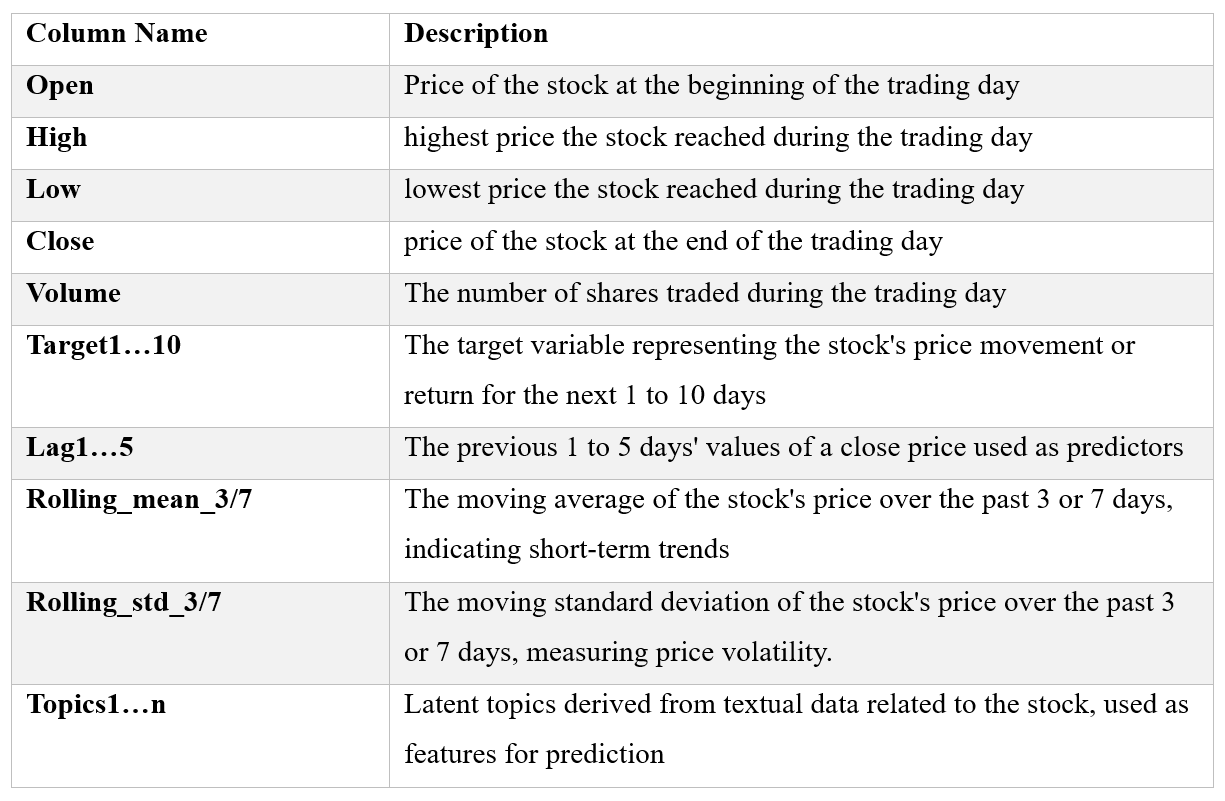 Column Name Description
Open Price of the stock at the beginning of the trading day
High highest price the stock reached during the trading day
Low lowest price the stock reached during the trading day
Close price of the stock at the end of the trading day
Volume The number of shares traded during the trading day
Target1…10 The target variable representing the stock's price movement or
return for the next 1 to 10 days
Lag1…5 The previous 1 to 5 days' values of a close price used as predictors
Rolling_mean_3/7 The moving average of the stock's price over the past 3 or 7 days,
indicating short-term trends
Rolling_std_3/7 The moving standard deviation of the stock's price over the past 3
or 7 days, measuring price volatility.
Topics1…n Latent topics derived from textual data related to the stock, used as
features for prediction